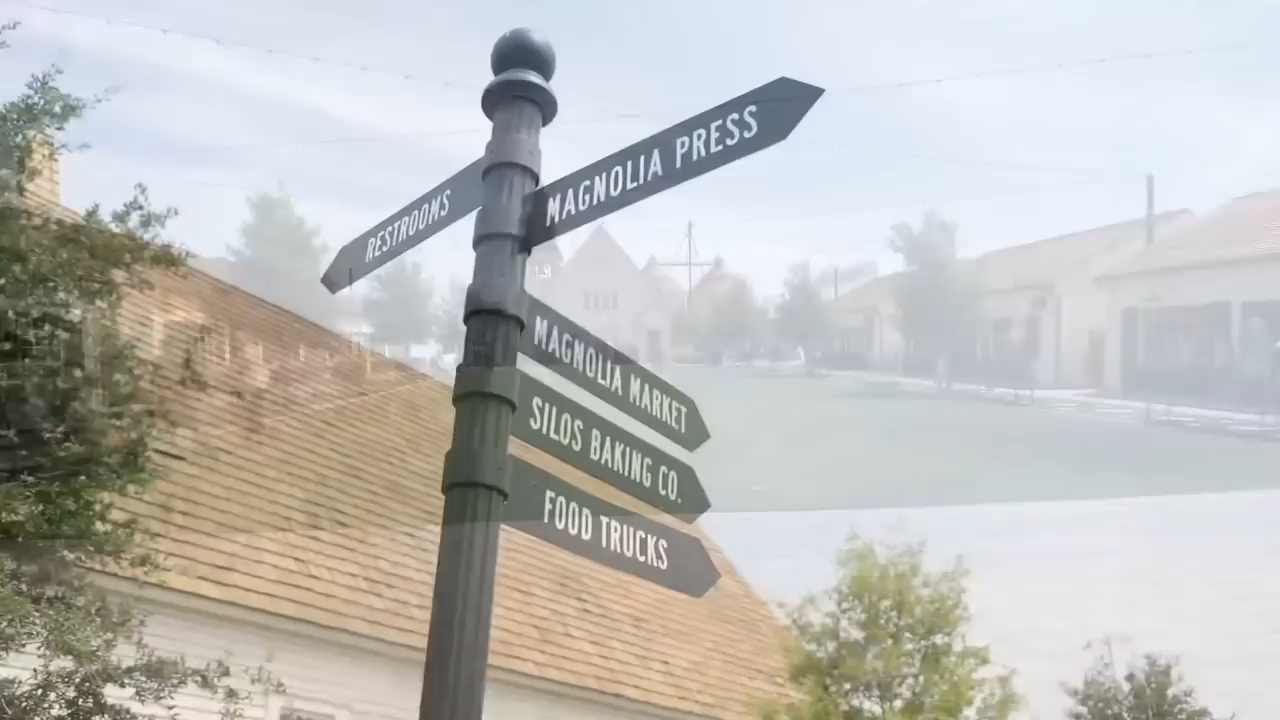 MAGNOLIA PRESS
RESTROOMS
MAGNOLIA MARKET
SILOS BAKING CO.
FOOD TRUCKS